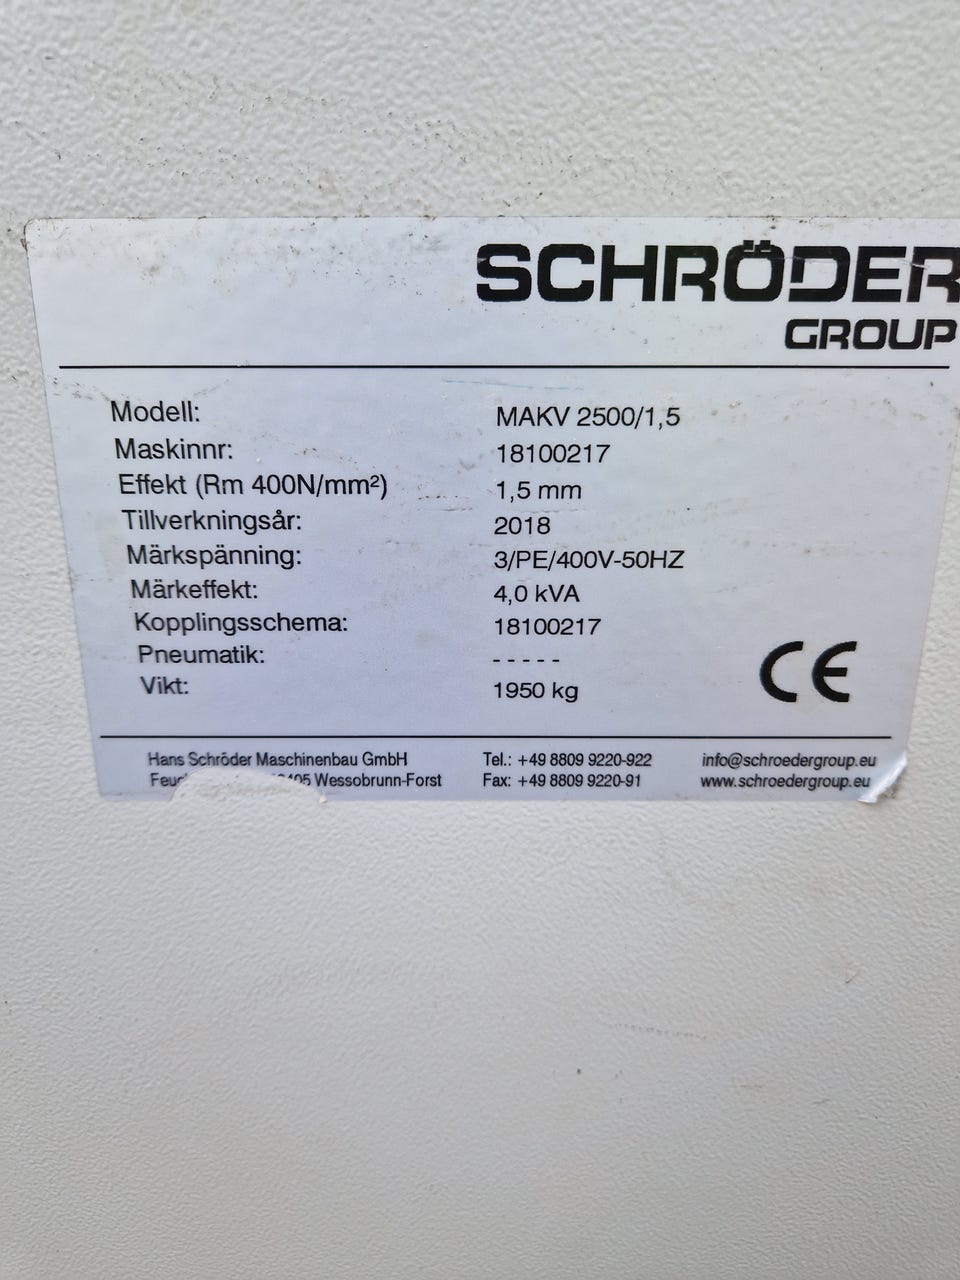 SCHRÖDER
GROUP
Modell: MAKV 2500/1,5
Maskinnr: 18100217
Effekt (Rm 400N/mm²) 1,5 mm
Tillverkningsår: 2018
Märkspänning: 3/PE/400V-50HZ
Märkeffekt: 4,0 kVA
Kopplingsschema: 18100217
Pneumatik: - - - - -
Vikt: 1950 kg
CE
Hans Schröder Maschinenbau GmbH Tel.: +49 8809 9220-922 info@schroedergroup.eu
Wessobrunn-Forst Fax: +49 8809 9220-91 www.schroedergroup.eu